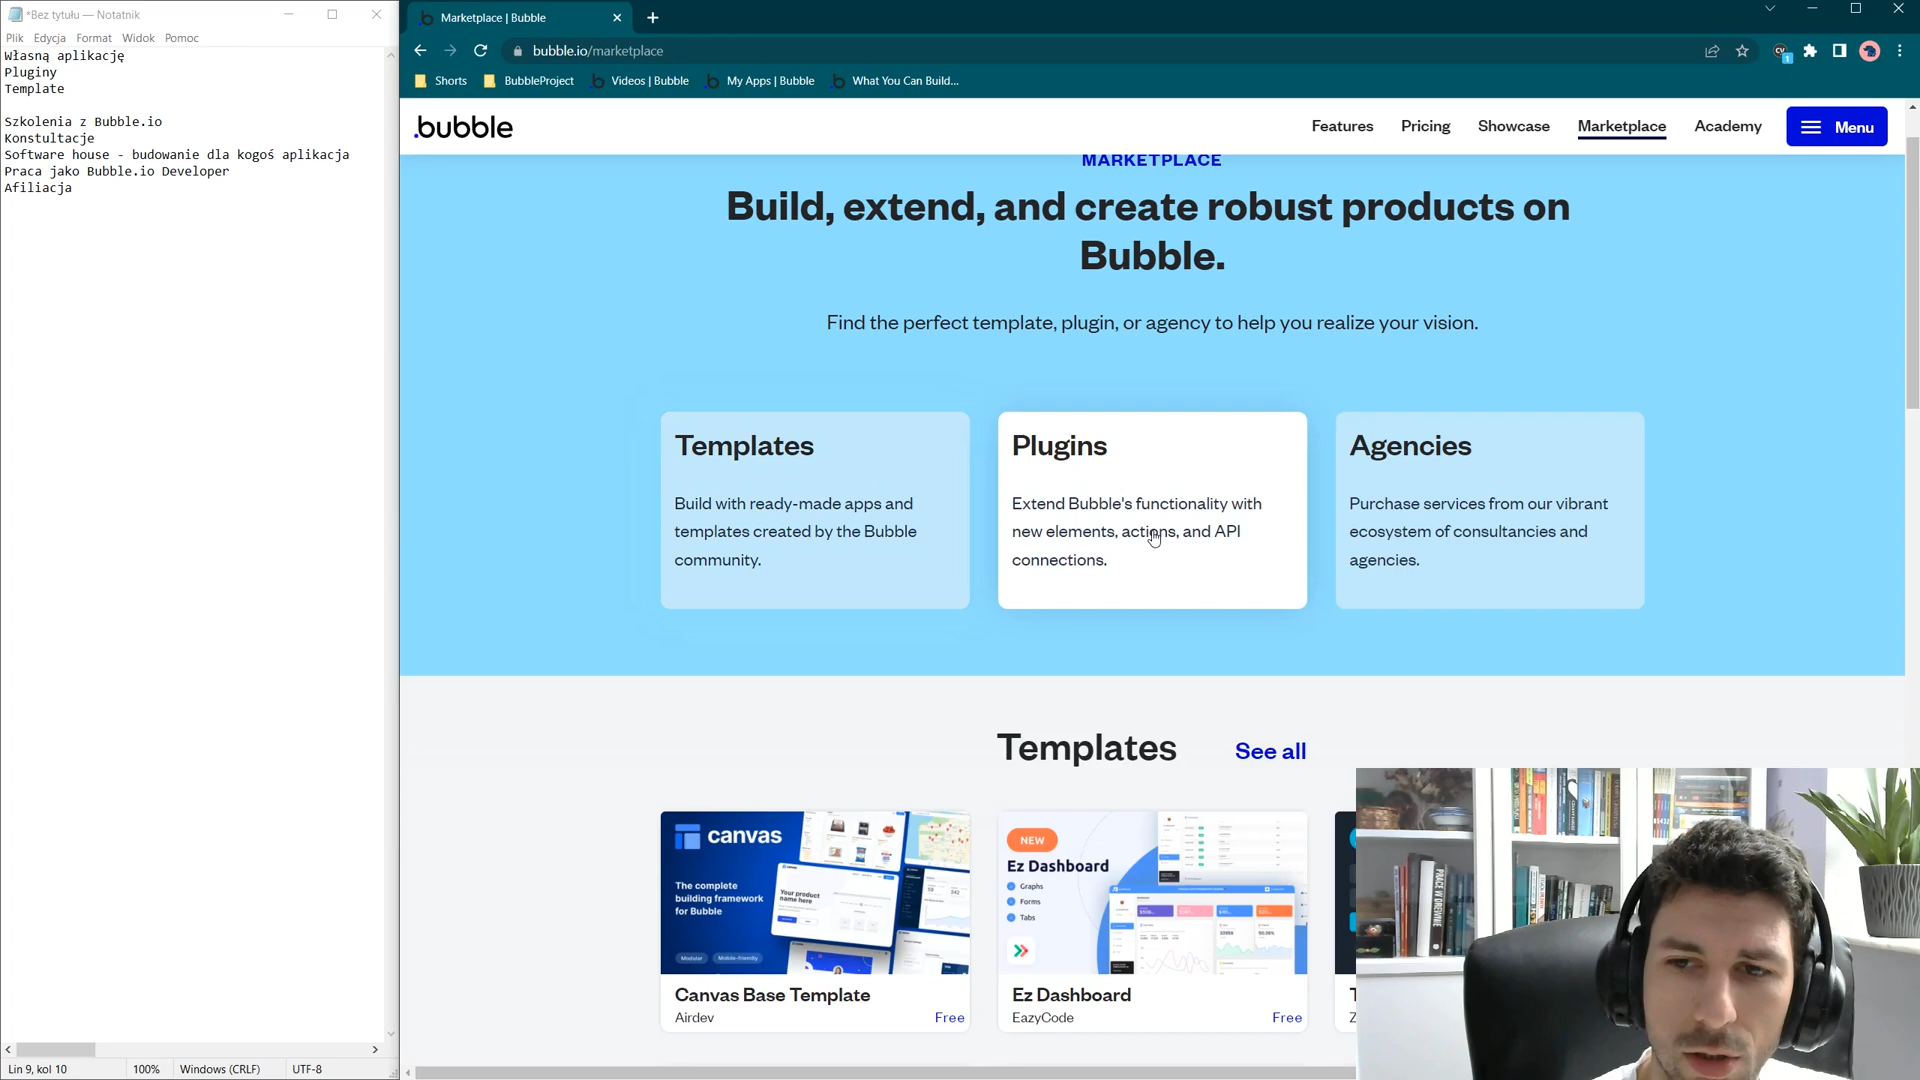 *Bez tytułu — Notatnik
Plik Edycja Format Widok Pomoc
Własną aplikację
Pluginy
Template
Szkolenia z Bubble.io
Konstultacje
Software house - budowanie dla kogoś aplikacja
Praca jako Bubble.io Developer
Afiliacja
Lin 9, kol 10 100% Windows (CRLF) UTF-8
Marketplace | Bubble
bubble.io/marketplace
Shorts BubbleProject Videos | Bubble My Apps | Bubble What You Can Build...
.bubble
Features Pricing Showcase Marketplace Academy Menu
MARKETPLACE
Build, extend, and create robust products on
Bubble.
Find the perfect template, plugin, or agency to help you realize your vision.
Templates
Build with ready-made apps and
templates created by the Bubble
community.
Plugins
Extend Bubble's functionality with
new elements, actions, and API
connections.
Agencies
Purchase services from our vibrant
ecosystem of consultancies and
agencies.
Templates See all
canvas
The complete
building framework
for Bubble
Modular Mobile-friendly
Your product
name here
Canvas Base Template
Airdev Free
NEW
Ez Dashboard
Graphs
Forms
Tabs
Ez Dashboard
EazyCode Free